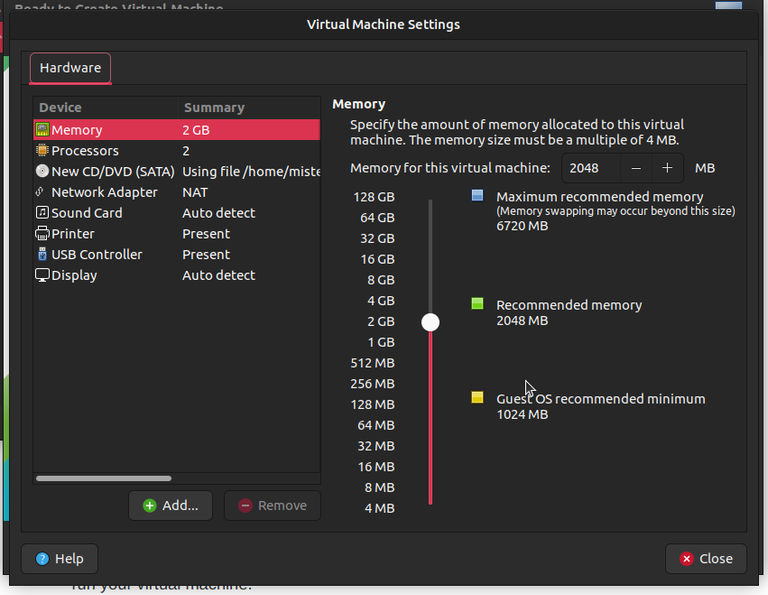 Ready to Create Virtual Machine
Virtual Machine Settings
Hardware
Device Summary
Memory 2 GB
Processors 2
New CD/DVD (SATA) Using file /home/miste
Network Adapter NAT
Sound Card Auto detect
Printer Present
USB Controller Present
Display Auto detect
Add...
Remove
Memory
Specify the amount of memory allocated to this virtual
machine. The memory size must be a multiple of 4 MB.
Memory for this virtual machine: 2048 − + MB
128 GB
64 GB
32 GB
16 GB
8 GB
4 GB
2 GB
1 GB
512 MB
256 MB
128 MB
64 MB
32 MB
16 MB
8 MB
4 MB
Maximum recommended memory
(Memory swapping may occur beyond this size)
6720 MB
Recommended memory
2048 MB
Guest OS recommended minimum
1024 MB
Help
Close
run your virtual machine.